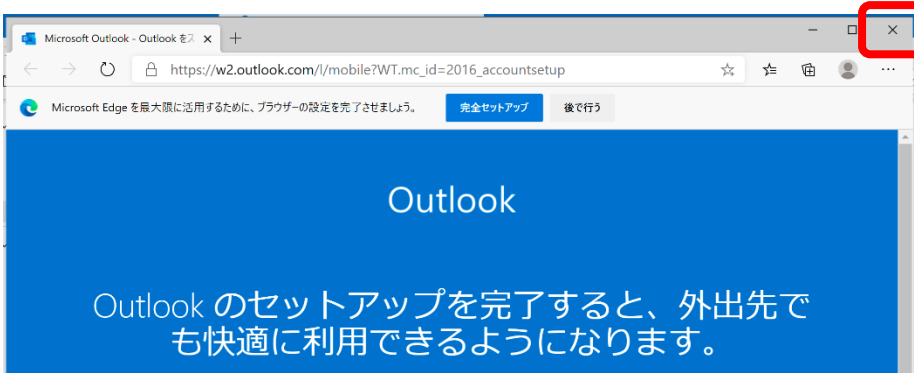 Microsoft Outlook - Outlook をス
https://w2.outlook.com/l/mobile?WT.mc_id=2016_accountsetup
Microsoft Edge を最大限に活用するために、ブラウザーの設定を完了させましょう。 完全セットアップ 後で行う
Outlook
Outlook のセットアップを完了すると、外出先で
も快適に利用できるようになります。